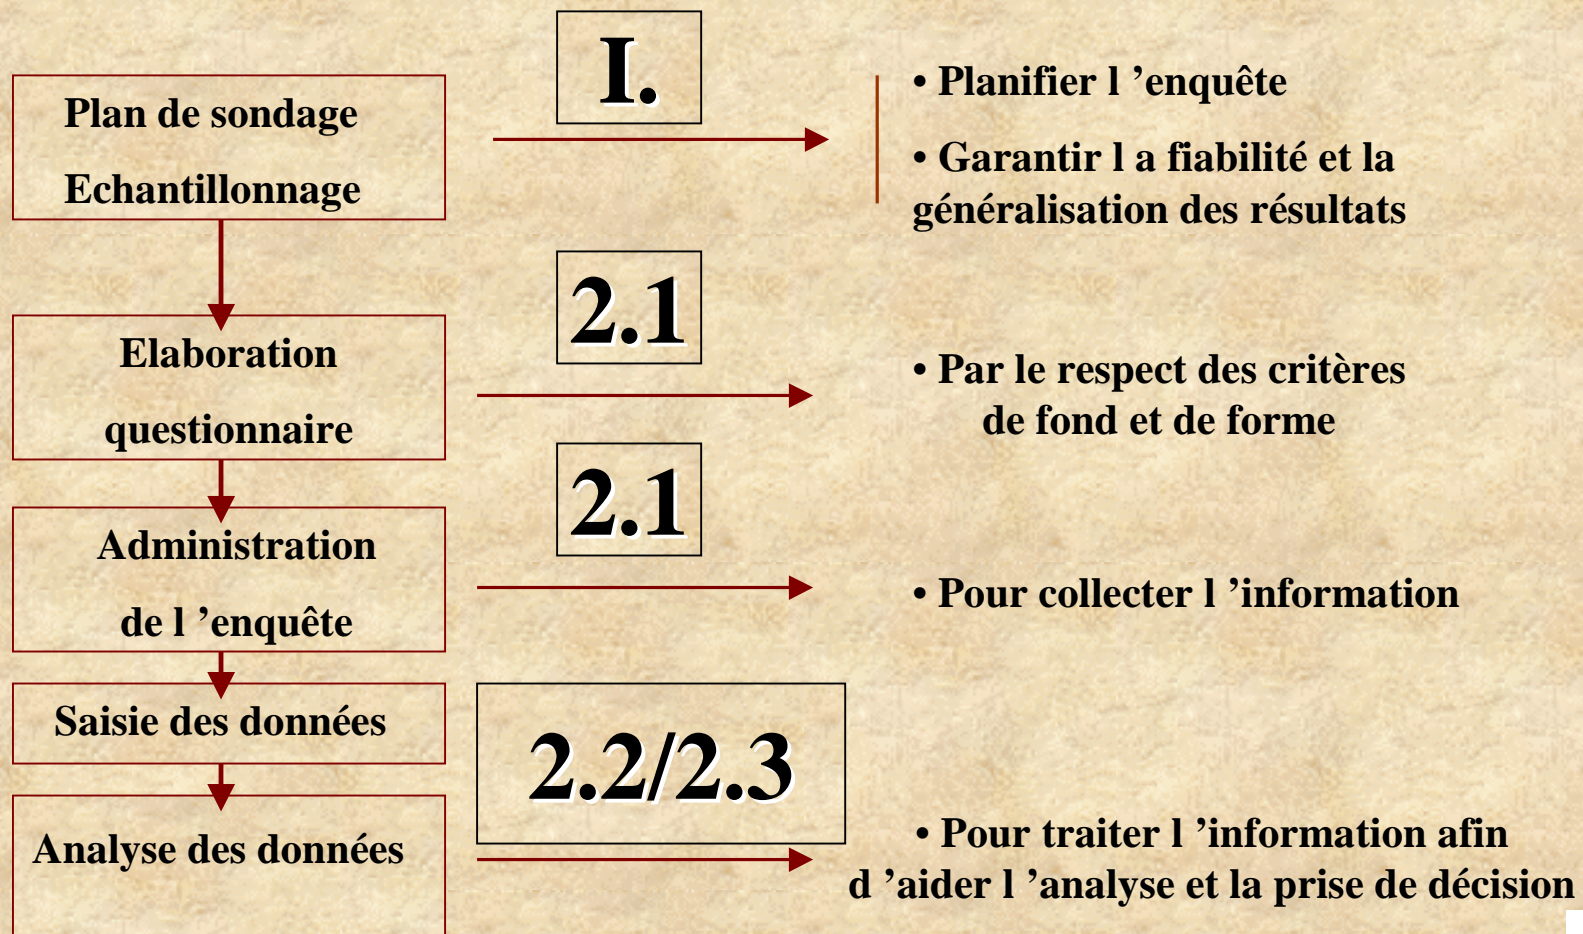 Plan de sondage
Echantillonnage
I.
• Planifier l ’enquête
• Garantir l a fiabilité et la
généralisation des résultats
Elaboration
questionnaire
2.1
• Par le respect des critères
de fond et de forme
Administration
de l ’enquête
2.1
• Pour collecter l ’information
Saisie des données
Analyse des données
2.2/2.3
• Pour traiter l ’information afin
d ’aider l ’analyse et la prise de décision